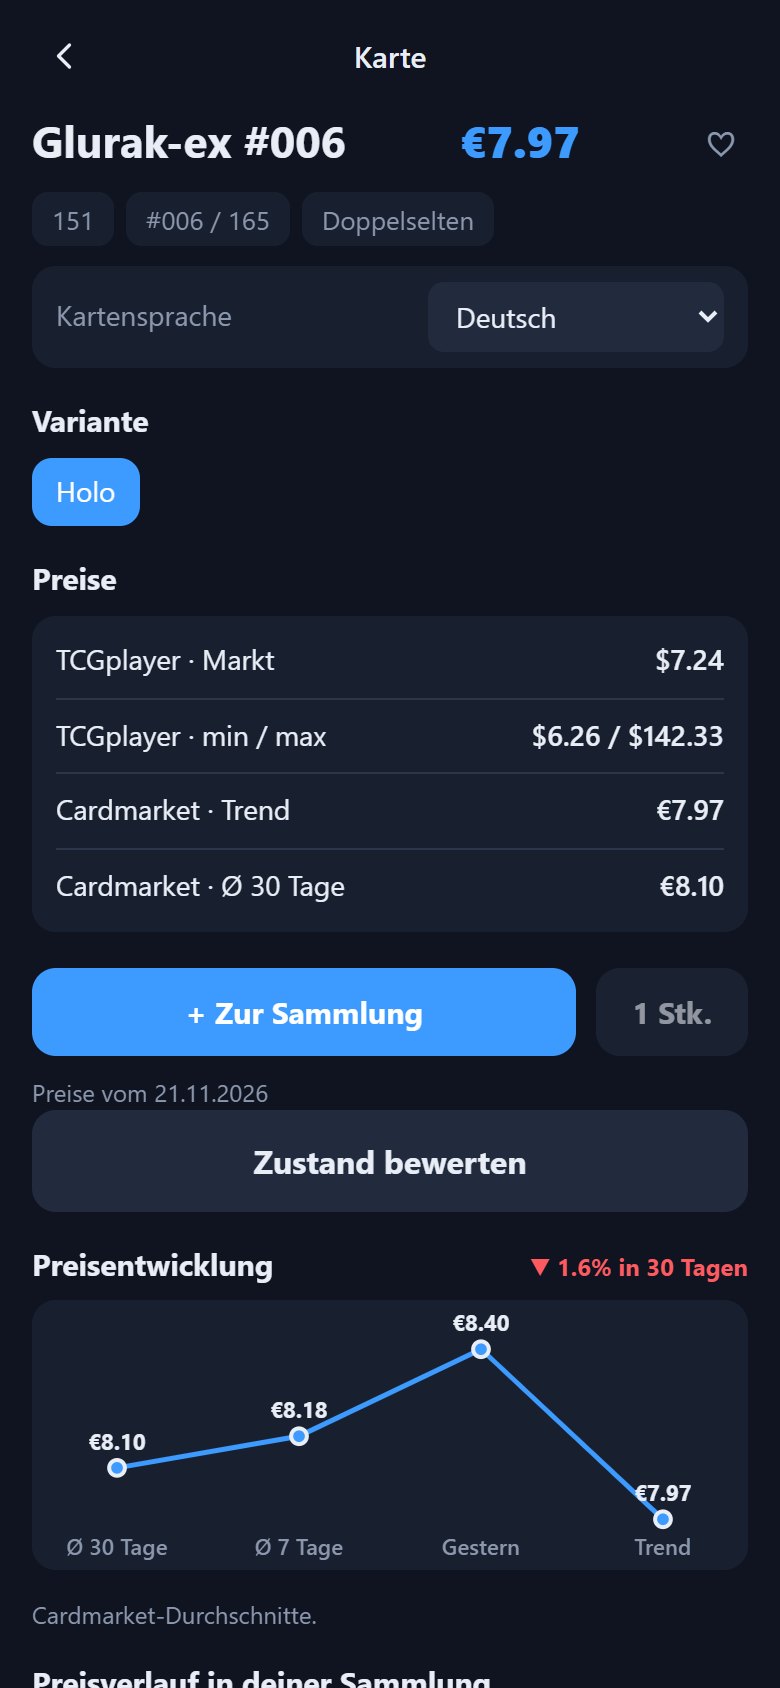 Karte
Glurak-ex #006 €7.97
151 #006 / 165 Doppelselten
Kartensprache Deutsch
Variante
Holo
Preise
TCGplayer · Markt $7.24
TCGplayer · min / max $6.26 / $142.33
Cardmarket · Trend €7.97
Cardmarket · Ø 30 Tage €8.10
+ Zur Sammlung 1 Stk.
Preise vom 21.11.2026
Zustand bewerten
Preisentwicklung ▼ 1.6% in 30 Tagen
€8.40
€8.18
€8.10
€7.97
Ø 30 Tage Ø 7 Tage Gestern Trend
Cardmarket-Durchschnitte.
Preisverlauf in deiner Sammlung